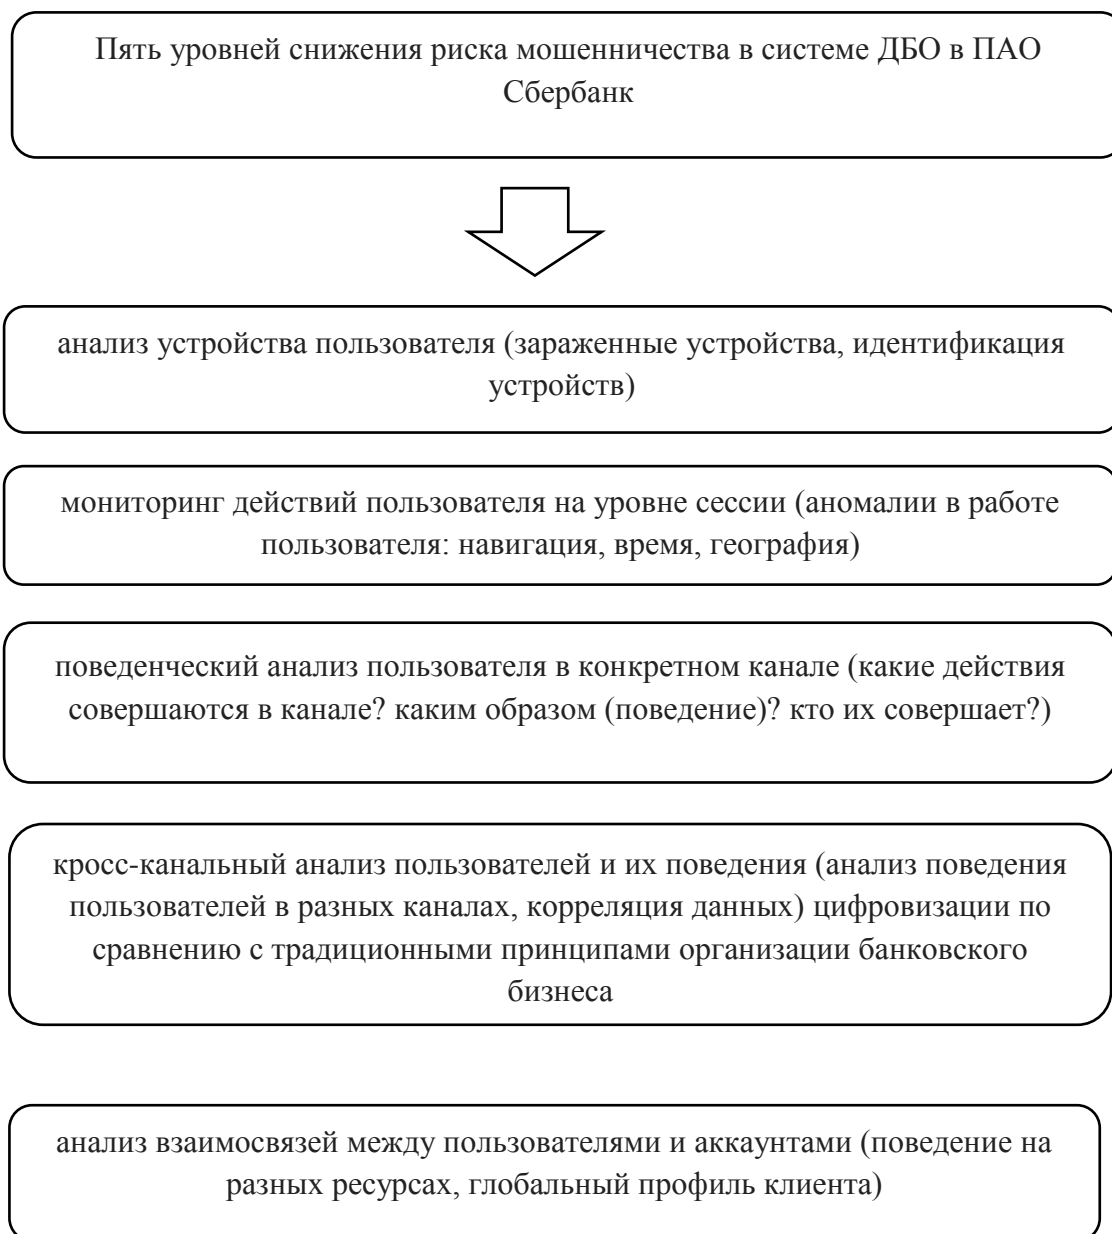 Пять уровней снижения риска мошенничества в системе ДБО в ПАО
Сбербанк
анализ устройства пользователя (зараженные устройства, идентификация
устройств)
мониторинг действий пользователя на уровне сессии (аномалии в работе
пользователя: навигация, время, география)
поведенческий анализ пользователя в конкретном канале (какие действия
совершаются в канале? каким образом (поведение)? кто их совершает?)
кросс-канальный анализ пользователей и их поведения (анализ поведения
пользователей в разных каналах, корреляция данных) цифровизации по
сравнению с традиционными принципами организации банковского
бизнеса
анализ взаимосвязей между пользователями и аккаунтами (поведение на
разных ресурсах, глобальный профиль клиента)